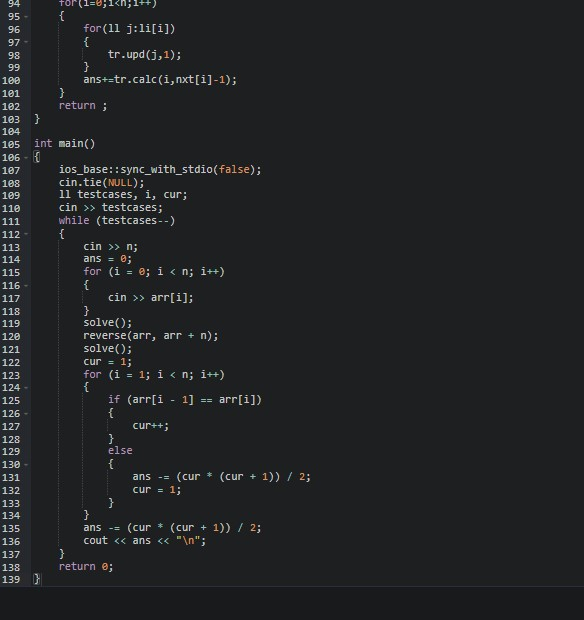 94 for(i=0;i<n;i++)
95 {
96 for(ll j:li[i])
97 {
98 tr.upd(j,1);
99 }
100 ans+=tr.calc(i,nxt[i]-1);
101 }
102 return ;
103 }
104
105 int main()
106 {
107 ios_base::sync_with_stdio(false);
108 cin.tie(NULL);
109 ll testcases, i, cur;
110 cin >> testcases;
111 while (testcases--)
112 {
113 cin >> n;
114 ans = 0;
115 for (i = 0; i < n; i++)
116 {
117 cin >> arr[i];
118 }
119 solve();
120 reverse(arr, arr + n);
121 solve();
122 cur = 1;
123 for (i = 1; i < n; i++)
124 {
125 if (arr[i - 1] == arr[i])
126 {
127 cur++;
128 }
129 else
130 {
131 ans -= (cur * (cur + 1)) / 2;
132 cur = 1;
133 }
134 }
135 ans -= (cur * (cur + 1)) / 2;
136 cout << ans << "\n";
137 }
138 return 0;
139 }